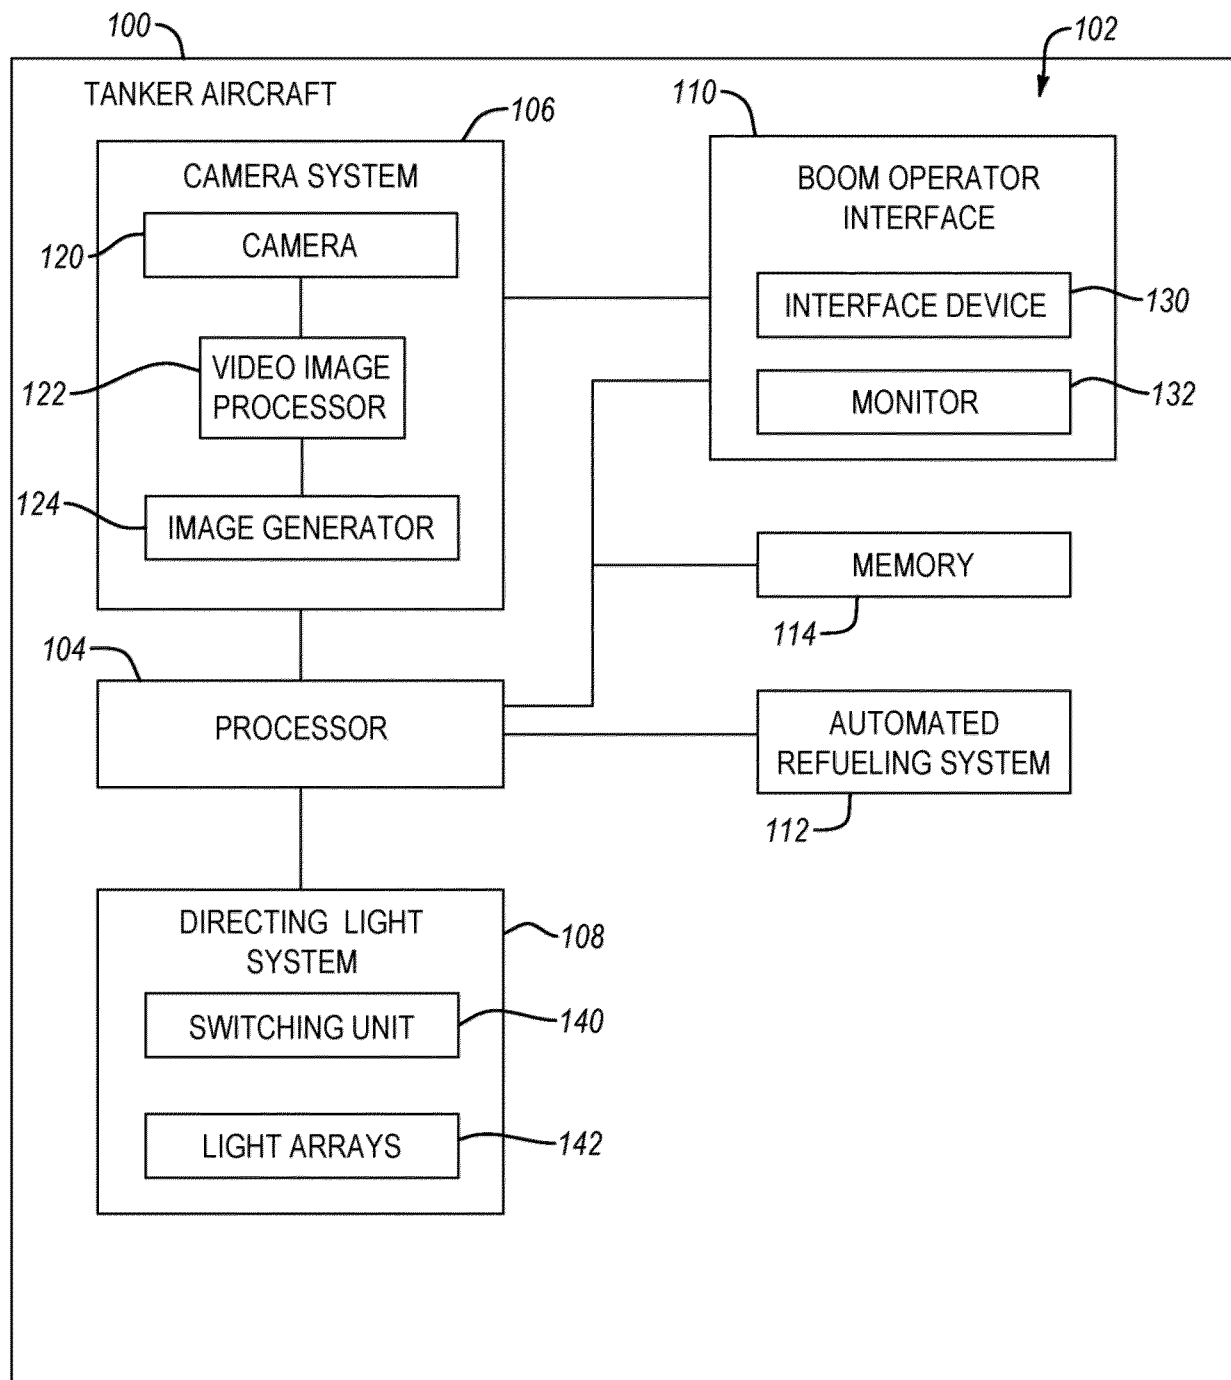 100
102
TANKER AIRCRAFT
106
110
CAMERA SYSTEM
BOOM OPERATOR
INTERFACE
CAMERA
120
INTERFACE DEVICE
130
VIDEO IMAGE
PROCESSOR
122
MONITOR
132
124
IMAGE GENERATOR
MEMORY
114
104
PROCESSOR
AUTOMATED
REFUELING SYSTEM
112
DIRECTING LIGHT
SYSTEM
108
SWITCHING UNIT
140
LIGHT ARRAYS
142